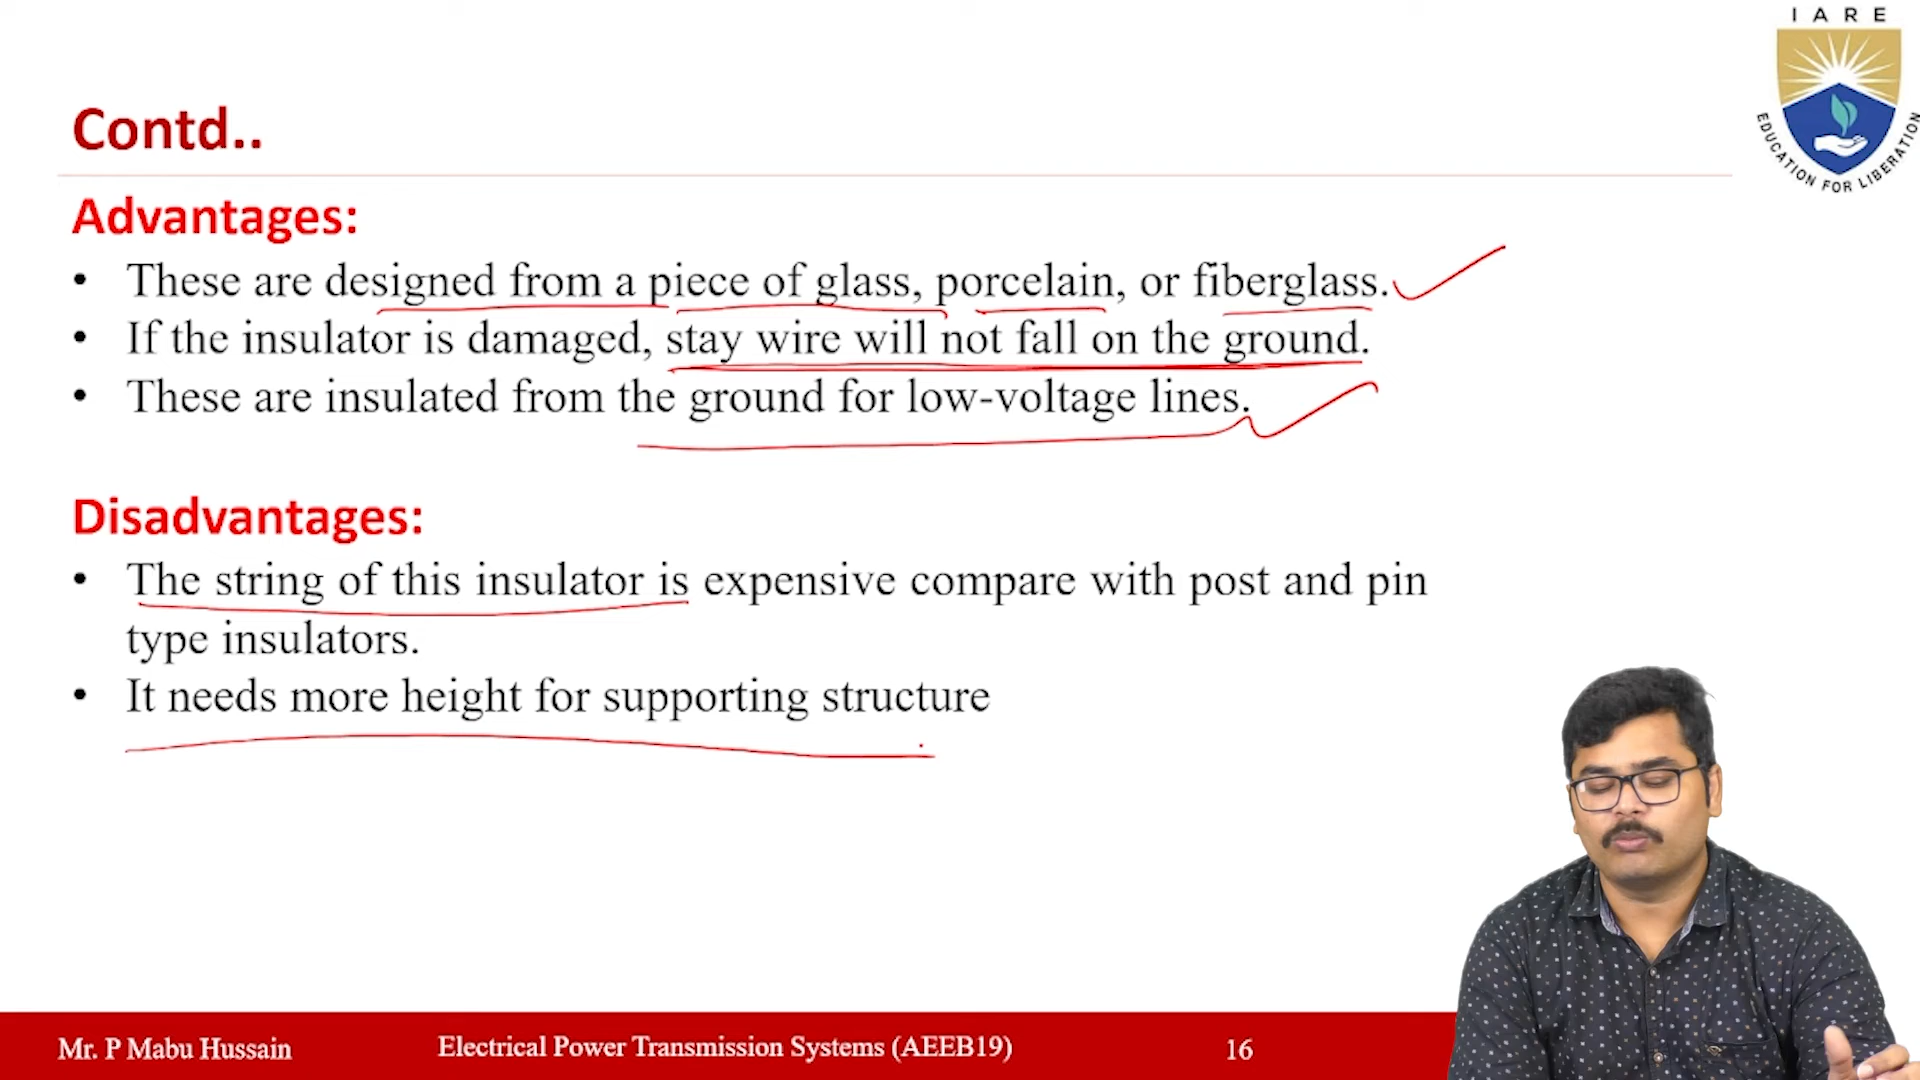 IARE
EDUCATION FOR LIBERATION
Contd..
Advantages:
• These are designed from a piece of glass, porcelain, or fiberglass.
• If the insulator is damaged, stay wire will not fall on the ground.
• These are insulated from the ground for low-voltage lines.
Disadvantages:
• The string of this insulator is expensive compare with post and pin
type insulators.
• It needs more height for supporting structure
Mr. P Mabu Hussain Electrical Power Transmission Systems (AEEB19) 16